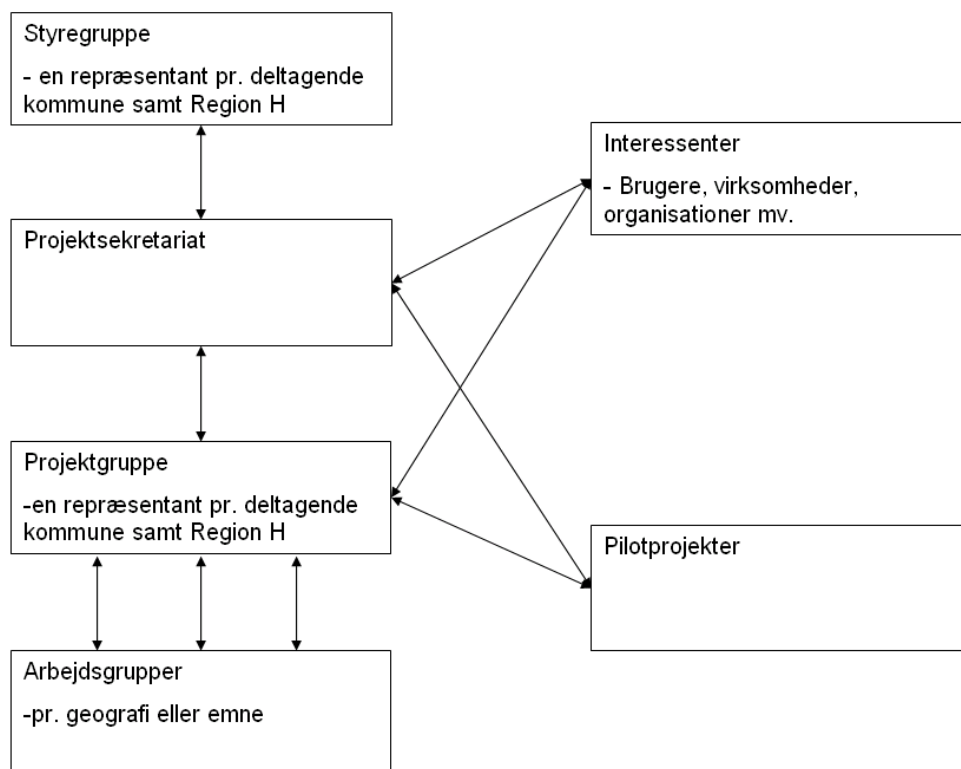 Styregruppe
- en repræsentant pr. deltagende
kommune samt Region H
Interessenter
- Brugere, virksomheder,
organisationer mv.
Projektsekretariat
Projektgruppe
-en repræsentant pr. deltagende
kommune samt Region H
Pilotprojekter
Arbejdsgrupper
-pr. geografi eller emne